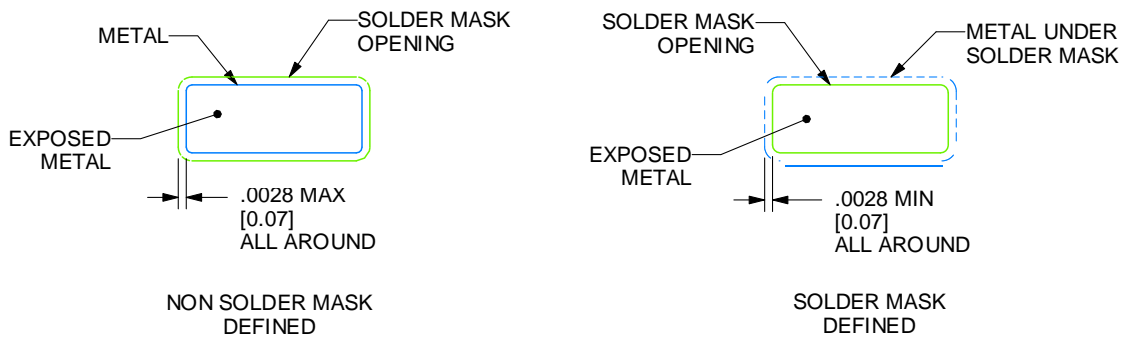 METAL
SOLDER MASK
OPENING
EXPOSED
METAL
.0028 MAX
[0.07]
ALL AROUND
NON SOLDER MASK
DEFINED
SOLDER MASK
OPENING
METAL UNDER
SOLDER MASK
EXPOSED
METAL
.0028 MIN
[0.07]
ALL AROUND
SOLDER MASK
DEFINED